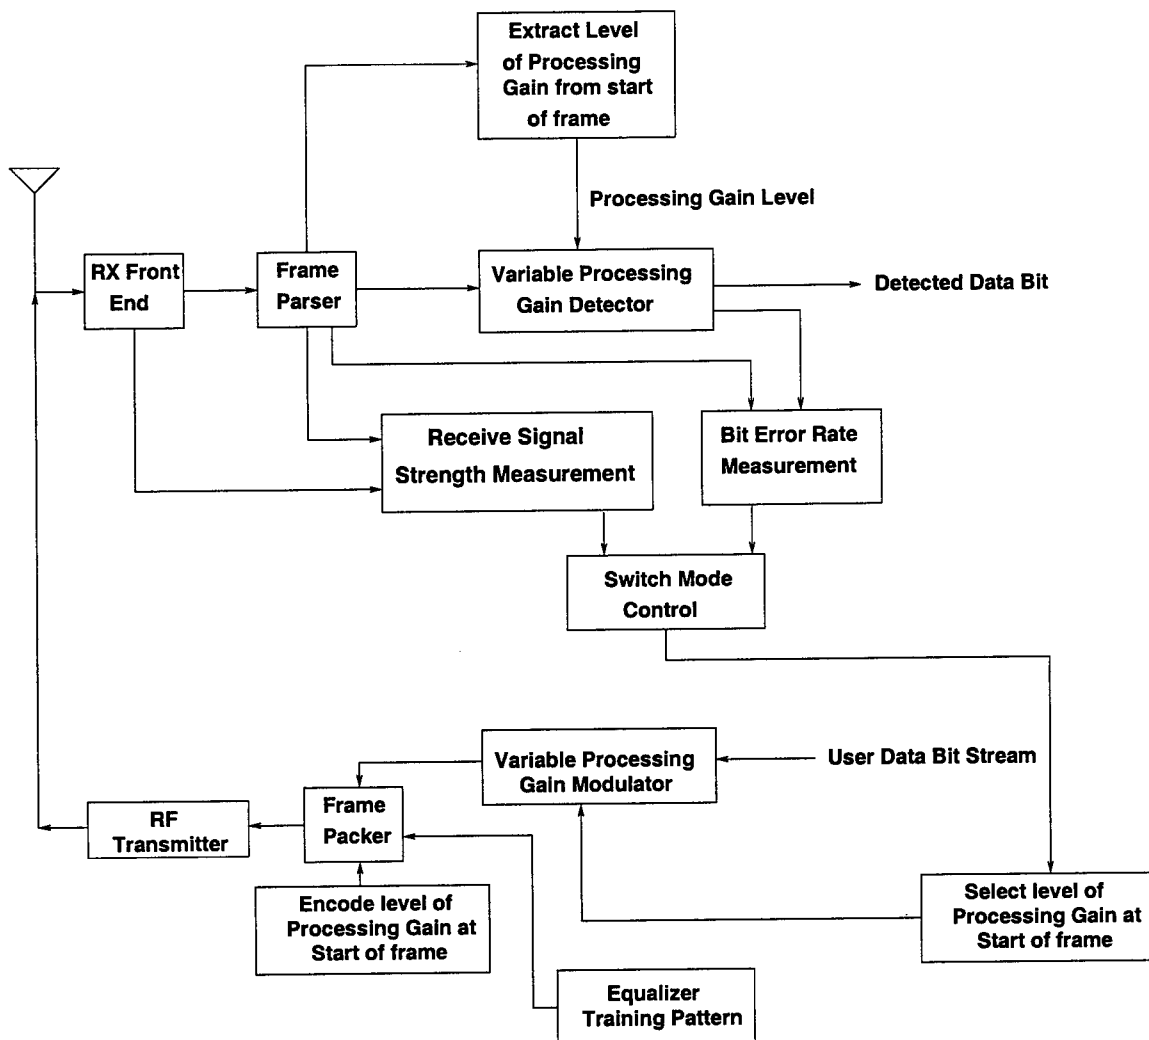 Extract Level
of Processing
Gain from start
of frame
Processing Gain Level
RX Front
End
Frame
Parser
Variable Processing
Gain Detector
Detected Data Bit
Receive Signal
Strength Measurement
Bit Error Rate
Measurement
Switch Mode
Control
Variable Processing
Gain Modulator
User Data Bit Stream
RF
Transmitter
Frame
Packer
Encode level of
Processing Gain at
Start of frame
Select level of
Processing Gain at
Start of frame
Equalizer
Training Pattern